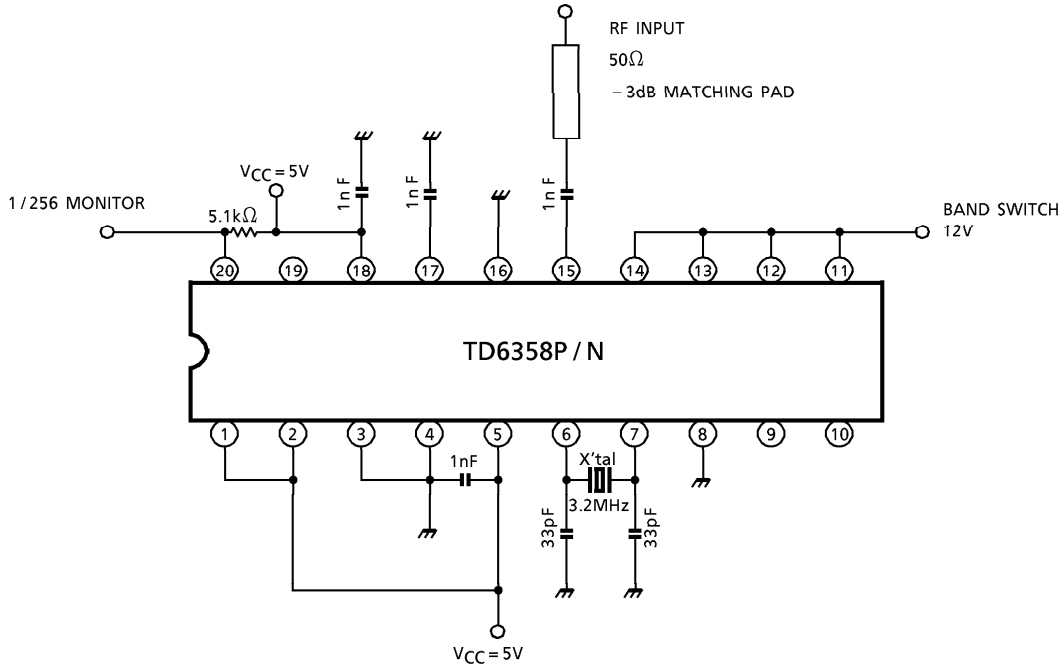 RF INPUT
50Ω
−3dB MATCHING PAD
VCC=5V
1nF
1nF
1nF
1/256 MONITOR
5.1kΩ
BAND SWITCH
12V
20 19 18 17 16 15 14 13 12 11
TD6358P/N
1 2 3 4 5 6 7 8 9 10
1nF
X'tal
3.2MHz
33pF
33pF
VCC=5V